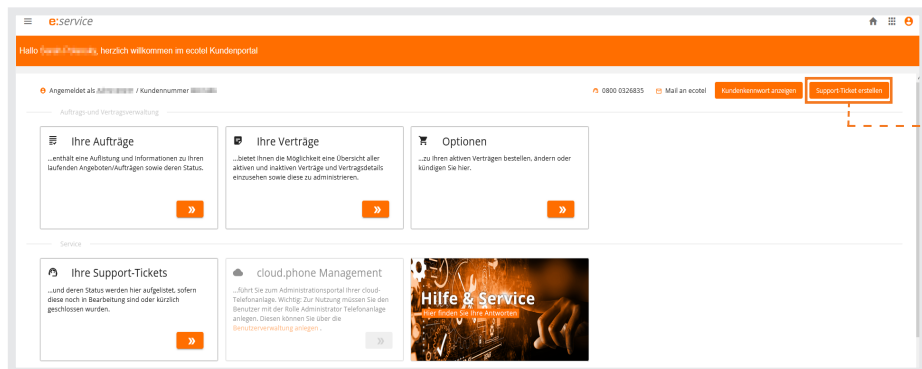 e:service
Hallo , herzlich willkommen im ecotel Kundenportal
Angemeldet als / Kundennummer
0800 0326835
Mail an ecotel
Kundenkennwort anzeigen
Support-Ticket erstellen
Auftrags-und Vertragsverwaltung
Ihre Aufträge
...enthält eine Auflistung und Informationen zu Ihren
laufenden Angeboten/Aufträgen sowie deren Status.
Ihre Verträge
...bietet Ihnen die Möglichkeit eine Übersicht aller
aktiven und inaktiven Verträge und Vertragsdetails
einzusehen sowie diese zu administrieren.
Optionen
...zu Ihren aktiven Verträgen bestellen, ändern oder
kündigen Sie hier.
Service
Ihre Support-Tickets
...und deren Status werden hier aufgelistet, sofern
diese noch in Bearbeitung sind oder kürzlich
geschlossen wurden.
cloud.phone Management
...führt Sie zum Administrationsportal Ihrer cloud-
Telefonanlage. Wichtig: Zur Nutzung müssen Sie den
Benutzer mit der Rolle Administrator Telefonanlage
anlegen. Diesen können Sie über die
Benutzerverwaltung anlegen .
Hilfe & Service
Hier finden Sie Ihre Antworten